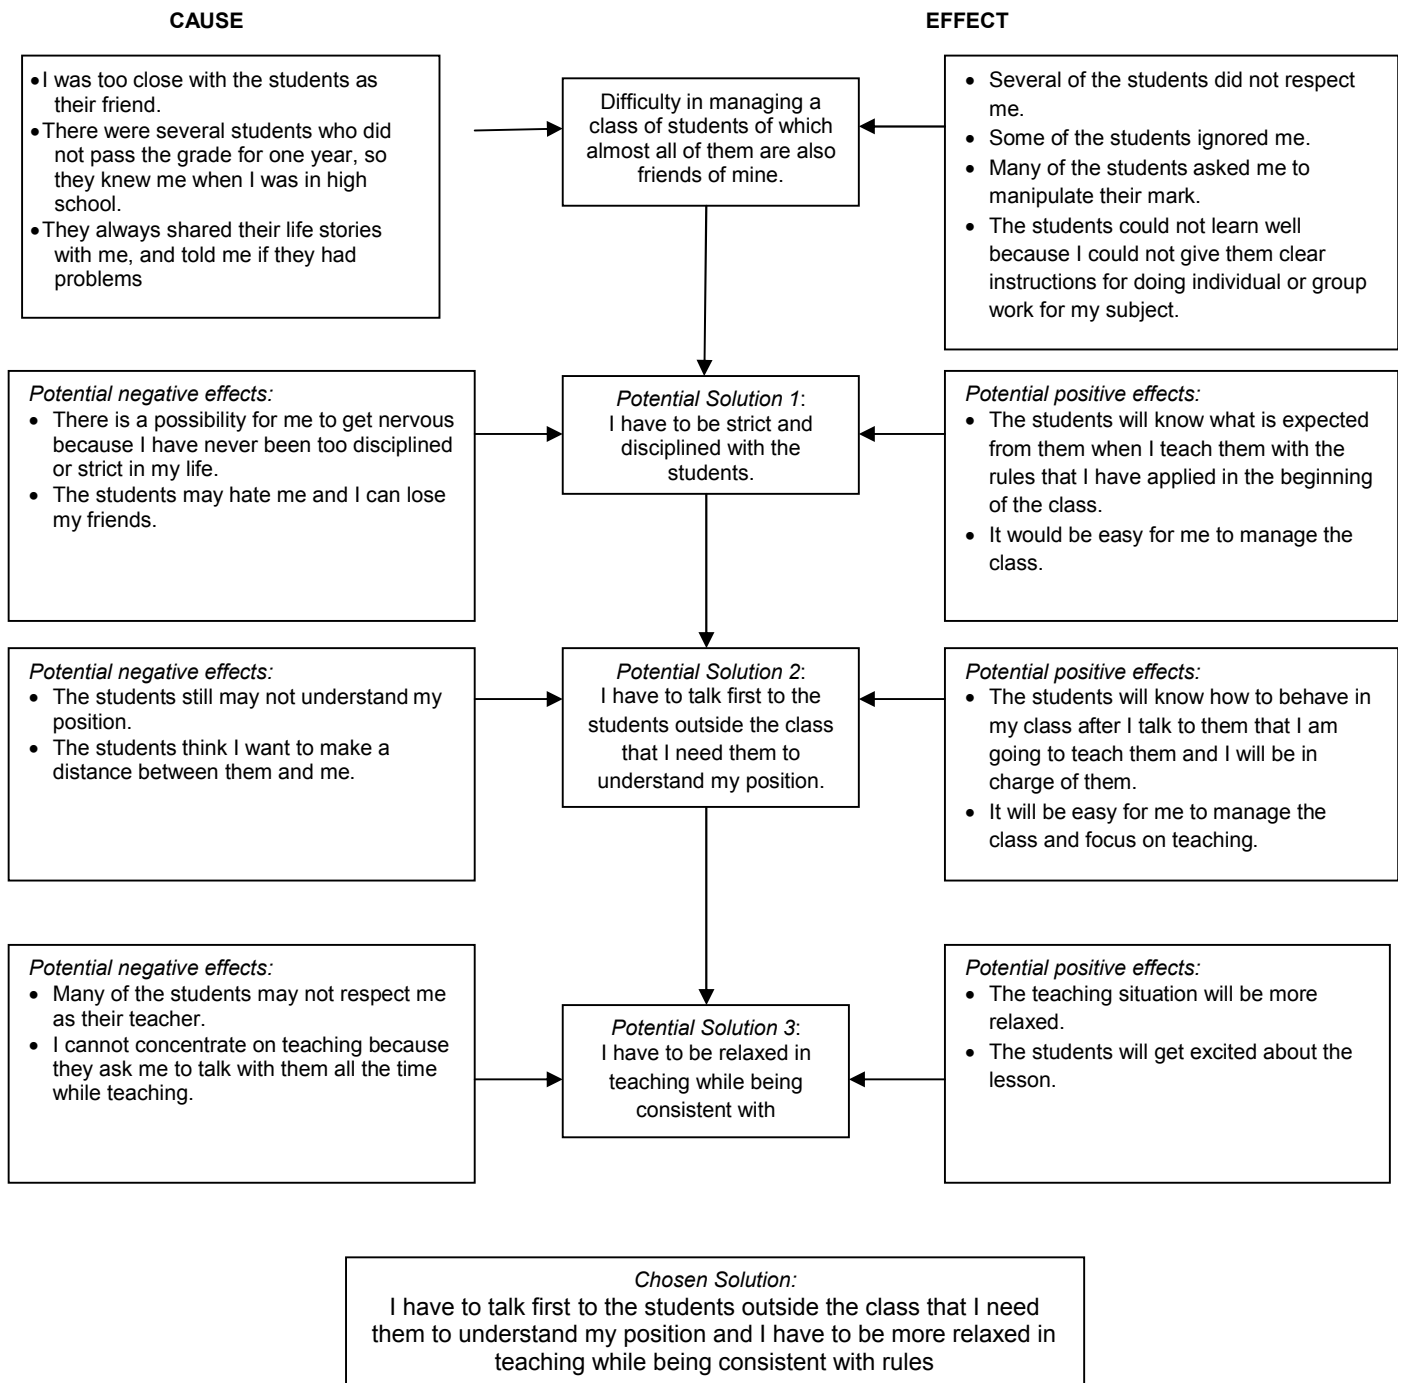 CAUSE
EFFECT
•I was too close with the students as
their friend.
•There were several students who did
not pass the grade for one year, so
they knew me when I was in high
school.
•They always shared their life stories
with me, and told me if they had
problems
Difficulty in managing a
class of students of which
almost all of them are also
friends of mine.
• Several of the students did not respect
me.
• Some of the students ignored me.
• Many of the students asked me to
manipulate their mark.
• The students could not learn well
because I could not give them clear
instructions for doing individual or group
work for my subject.
Potential negative effects:
• There is a possibility for me to get nervous
because I have never been too disciplined
or strict in my life.
• The students may hate me and I can lose
my friends.
Potential Solution 1:
I have to be strict and
disciplined with the
students.
Potential positive effects:
• The students will know what is expected
from them when I teach them with the
rules that I have applied in the beginning
of the class.
• It would be easy for me to manage the
class.
Potential negative effects:
• The students still may not understand my
position.
• The students think I want to make a
distance between them and me.
Potential Solution 2:
I have to talk first to the
students outside the class
that I need them to
understand my position.
Potential positive effects:
• The students will know how to behave in
my class after I talk to them that I am
going to teach them and I will be in
charge of them.
• It will be easy for me to manage the
class and focus on teaching.
Potential negative effects:
• Many of the students may not respect me
as their teacher.
• I cannot concentrate on teaching because
they ask me to talk with them all the time
while teaching.
Potential Solution 3:
I have to be relaxed in
teaching while being
consistent with
Potential positive effects:
• The teaching situation will be more
relaxed.
• The students will get excited about the
lesson.
Chosen Solution:
I have to talk first to the students outside the class that I need
them to understand my position and I have to be more relaxed in
teaching while being consistent with rules